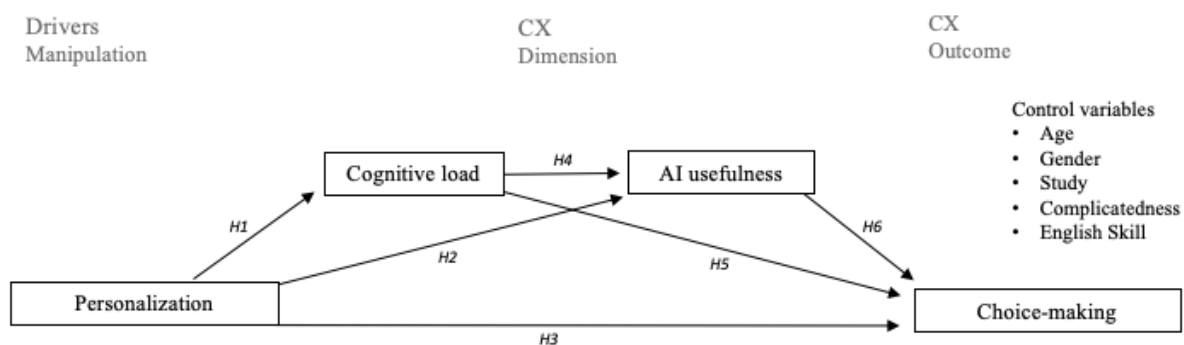 Drivers
Manipulation
CX
Dimension
CX
Outcome
Control variables
• Age
• Gender
• Study
• Complicatedness
• English Skill
Cognitive load
H4
AI usefulness
H1
H2
H5
H6
Personalization
H3
Choice-making